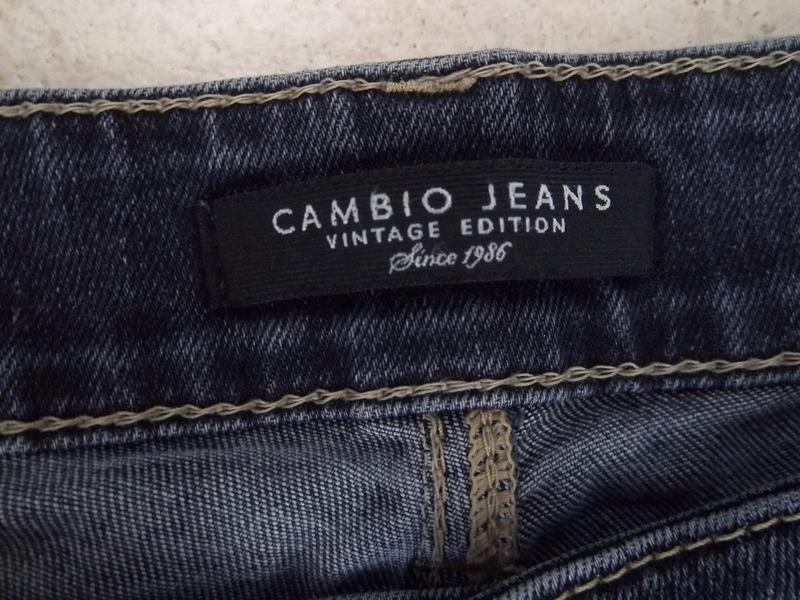 CAMBIO JEANS
VINTAGE EDITION
Since 1986